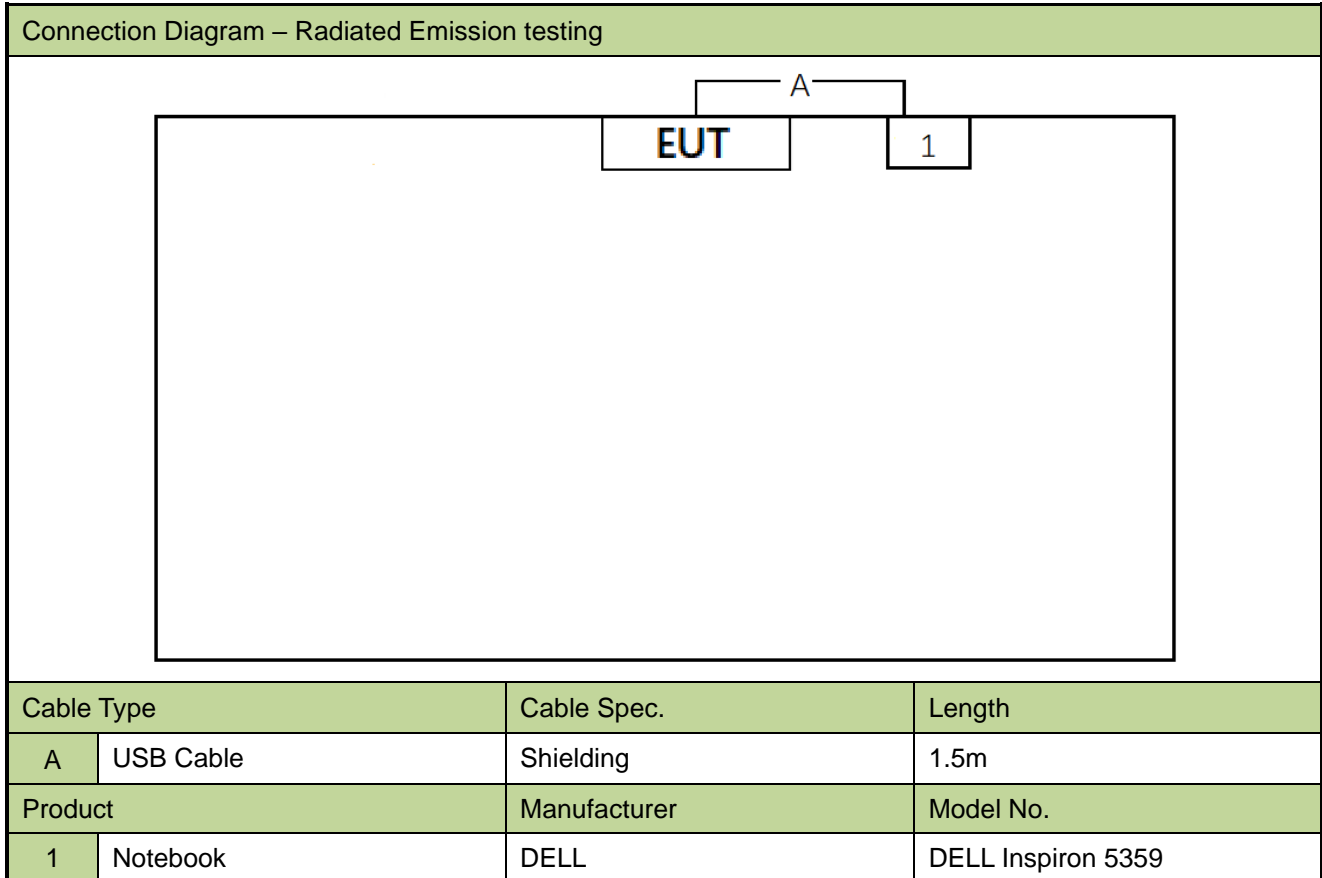 Connection Diagram – Radiated Emission testing
A
EUT 1
Cable Type Cable Spec. Length
A USB Cable Shielding 1.5m
Product Manufacturer Model No.
1 Notebook DELL DELL Inspiron 5359